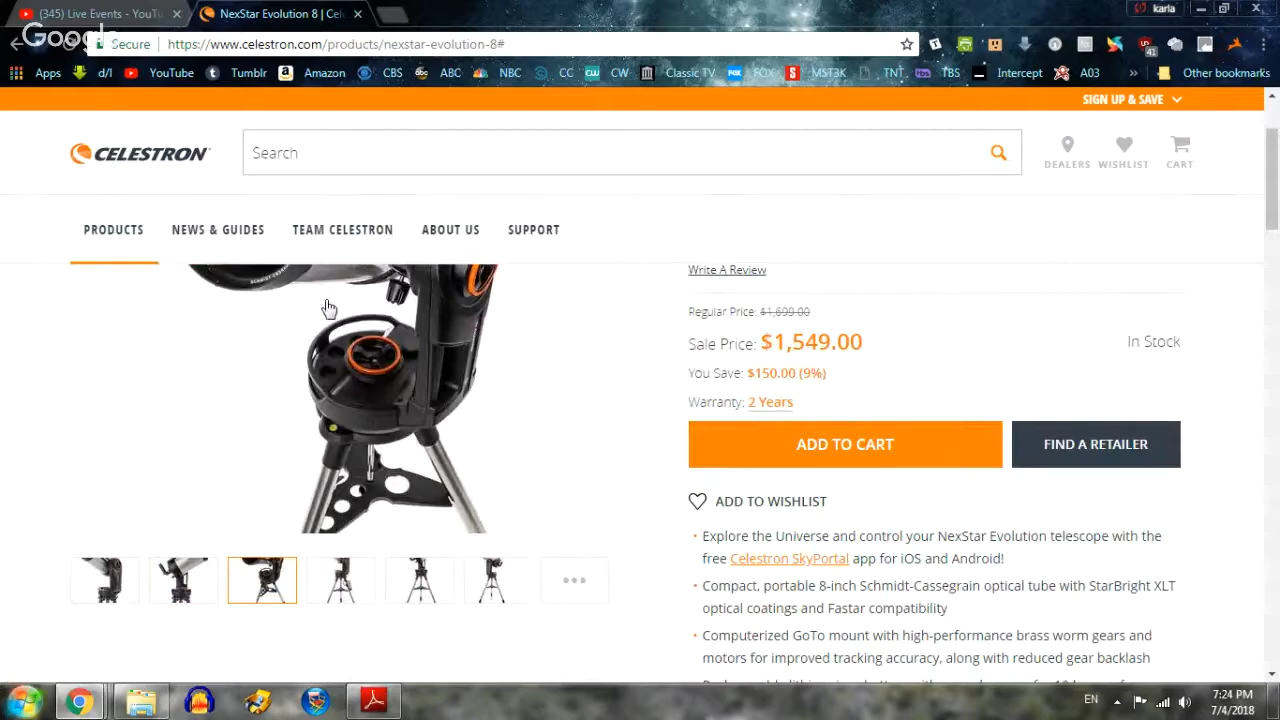 (345) Live Events - YouTu
NexStar Evolution 8 | Cel
karla
Google
Secure
https://www.celestron.com/products/nexstar-evolution-8#
41
Apps
d/l
YouTube
Tumblr
Amazon
CBS
ABC
NBC
CC
CW
Classic TV
FOX
MST3K
TNT
TBS
Intercept
A03
»
Other bookmarks
SIGN UP & SAVE
CELESTRON
Search
DEALERS
WISHLIST
CART
PRODUCTS
NEWS & GUIDES
TEAM CELESTRON
ABOUT US
SUPPORT
Write A Review
Regular Price: $1,699.00
Sale Price: $1,549.00
In Stock
You Save: $150.00 (9%)
Warranty: 2 Years
ADD TO CART
FIND A RETAILER
ADD TO WISHLIST
• Explore the Universe and control your NexStar Evolution telescope with the
free Celestron SkyPortal app for iOS and Android!
• Compact, portable 8-inch Schmidt-Cassegrain optical tube with StarBright XLT
optical coatings and Fastar compatibility
• Computerized GoTo mount with high-performance brass worm gears and
motors for improved tracking accuracy, along with reduced gear backlash
EN
7:24 PM
7/4/2018